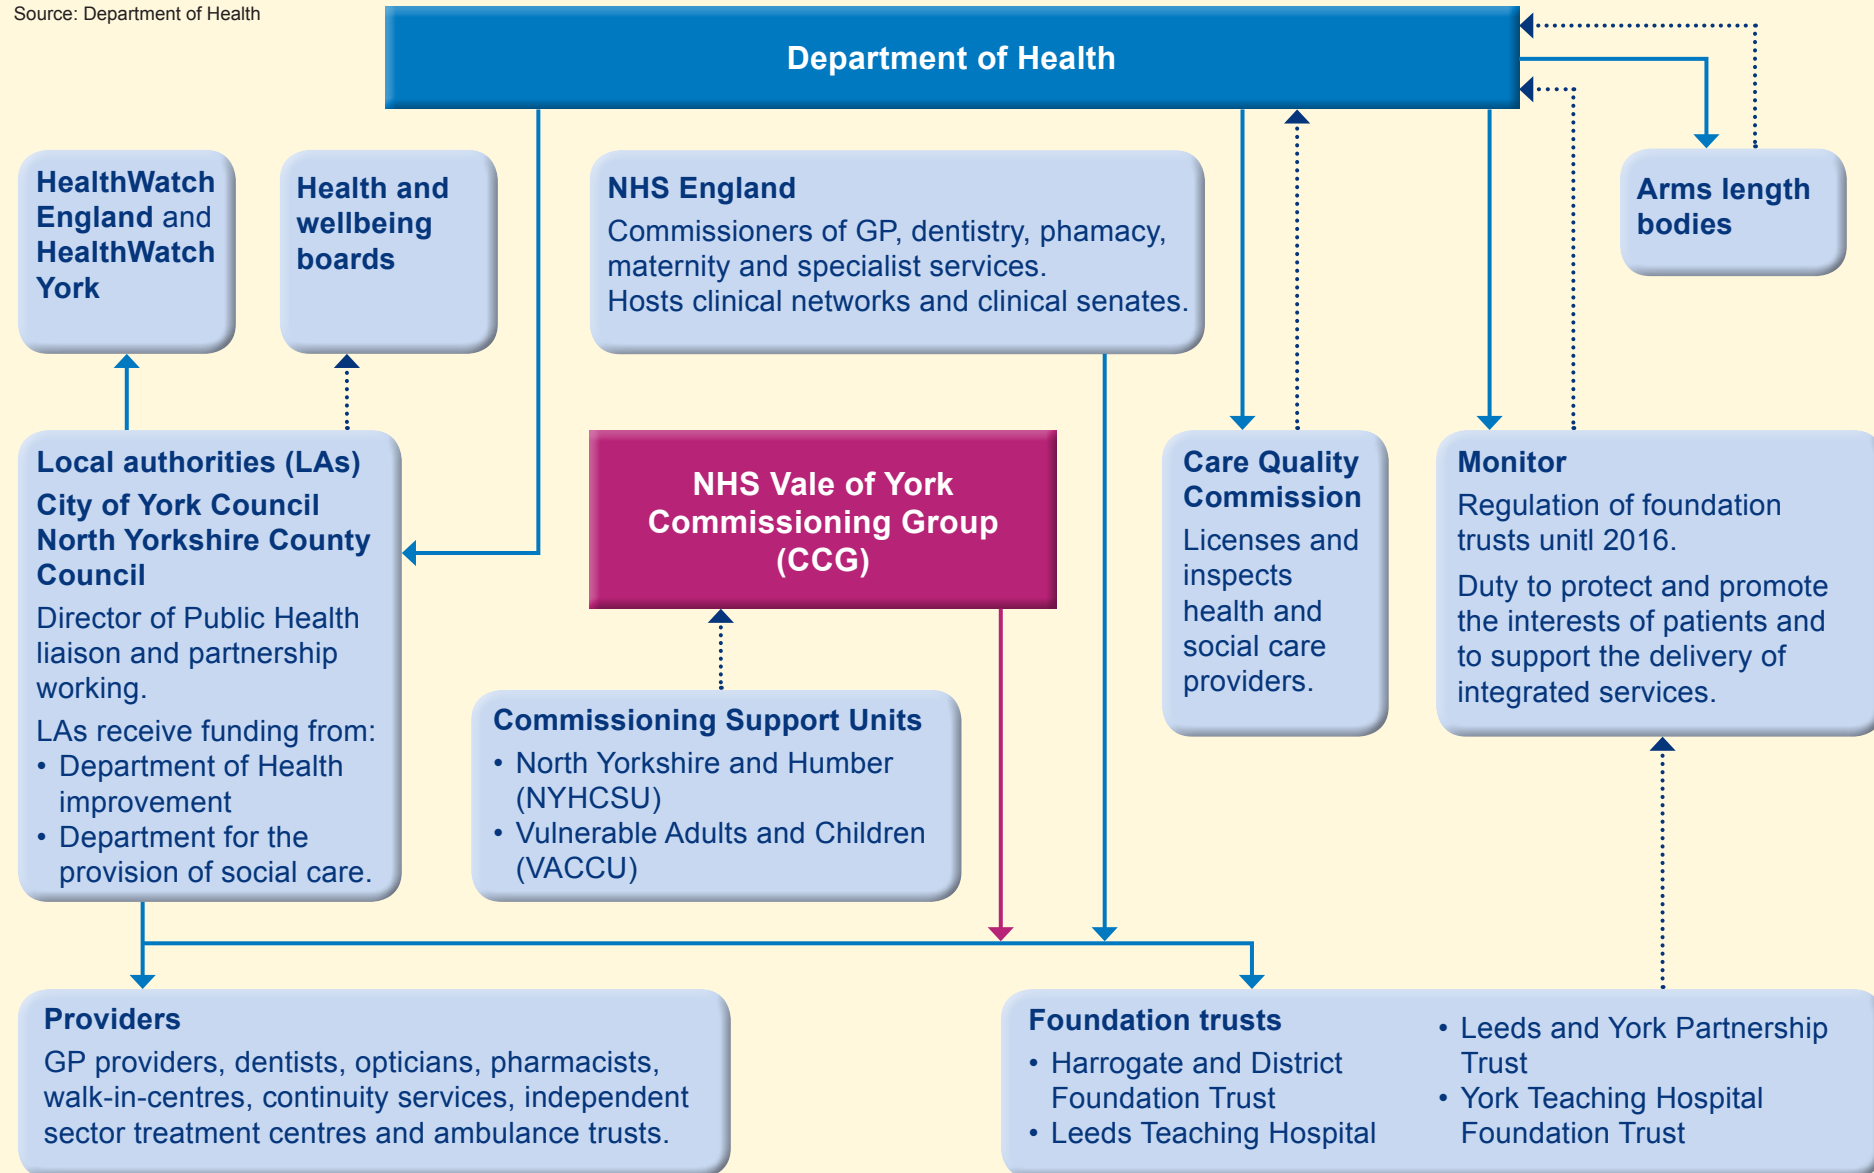 Source: Department of Health
Department of Health
HealthWatch
England and
HealthWatch
York
Health and
wellbeing
boards
NHS England
Commissioners of GP, dentistry, phamacy,
maternity and specialist services.
Hosts clinical networks and clinical senates.
Arms length
bodies
Local authorities (LAs)
City of York Council
North Yorkshire County
Council
Director of Public Health
liaison and partnership
working.
LAs receive funding from:
• Department of Health
improvement
• Department for the
provision of social care.
NHS Vale of York
Commissioning Group
(CCG)
Commissioning Support Units
• North Yorkshire and Humber
(NYHCSU)
• Vulnerable Adults and Children
(VACCU)
Care Quality
Commission
Licenses and
inspects
health and
social care
providers.
Monitor
Regulation of foundation
trusts unitl 2016.
Duty to protect and promote
the interests of patients and
to support the delivery of
integrated services.
Providers
GP providers, dentists, opticians, pharmacists,
walk-in-centres, continuity services, independent
sector treatment centres and ambulance trusts.
Foundation trusts
• Harrogate and District
Foundation Trust
• Leeds Teaching Hospital
• Leeds and York Partnership
Trust
• York Teaching Hospital
Foundation Trust